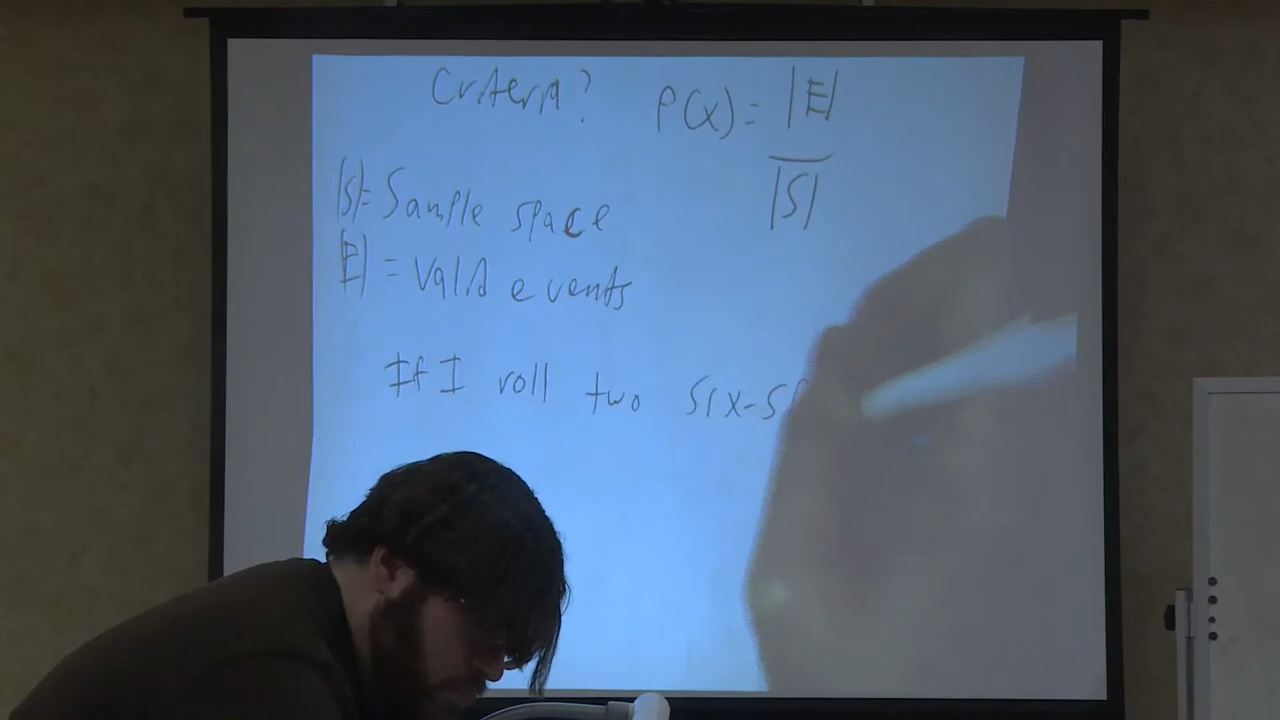 Criteria? P(x) = |E|
|S|
|S| = Sample space
|E| = valid events
If I roll two six-s